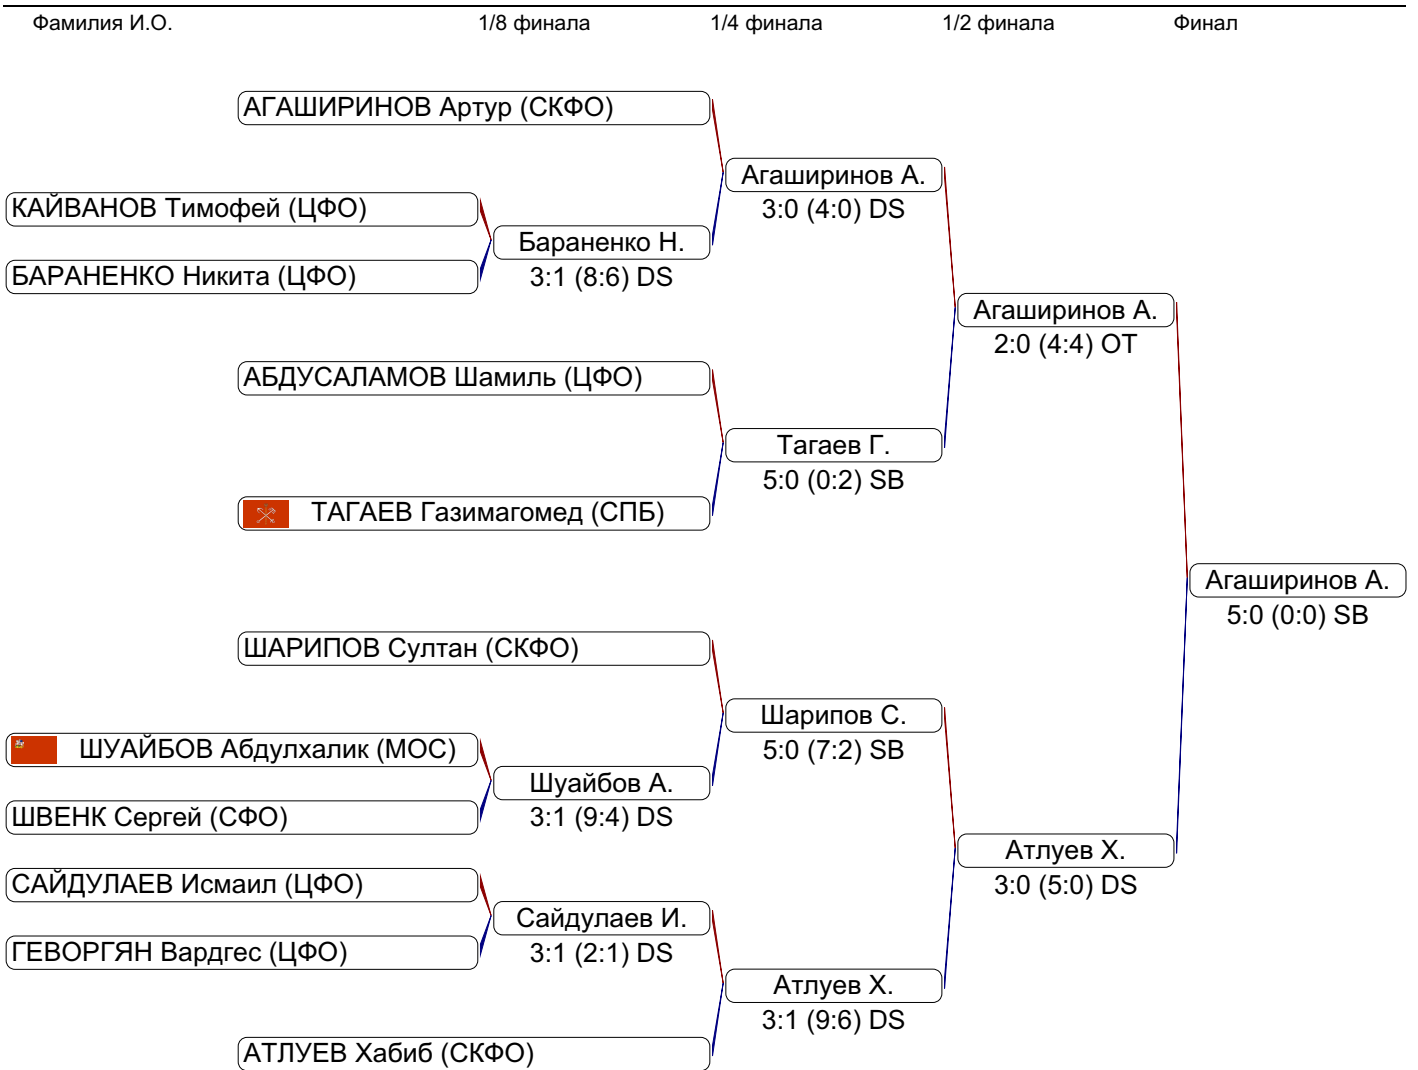 Фамилия И.О. 1/8 финала 1/4 финала 1/2 финала Финал
АГАШИРИНОВ Артур (СКФО)
Агаширинов А.
КАЙВАНОВ Тимофей (ЦФО)
3:0 (4:0) DS
Бараненко Н.
БАРАНЕНКО Никита (ЦФО)
3:1 (8:6) DS
Агаширинов А.
2:0 (4:4) OT
АБДУСАЛАМОВ Шамиль (ЦФО)
Тагаев Г.
5:0 (0:2) SB
ТАГАЕВ Газимагомед (СПБ)
Агаширинов А.
5:0 (0:0) SB
ШАРИПОВ Султан (СКФО)
Шарипов С.
ШУАЙБОВ Абдулхалик (МОС)
5:0 (7:2) SB
Шуайбов А.
ШВЕНК Сергей (СФО)
3:1 (9:4) DS
Атлуев Х.
САЙДУЛАЕВ Исмаил (ЦФО)
3:0 (5:0) DS
Сайдулаев И.
ГЕВОРГЯН Вардгес (ЦФО)
3:1 (2:1) DS
Атлуев Х.
3:1 (9:6) DS
АТЛУЕВ Хабиб (СКФО)